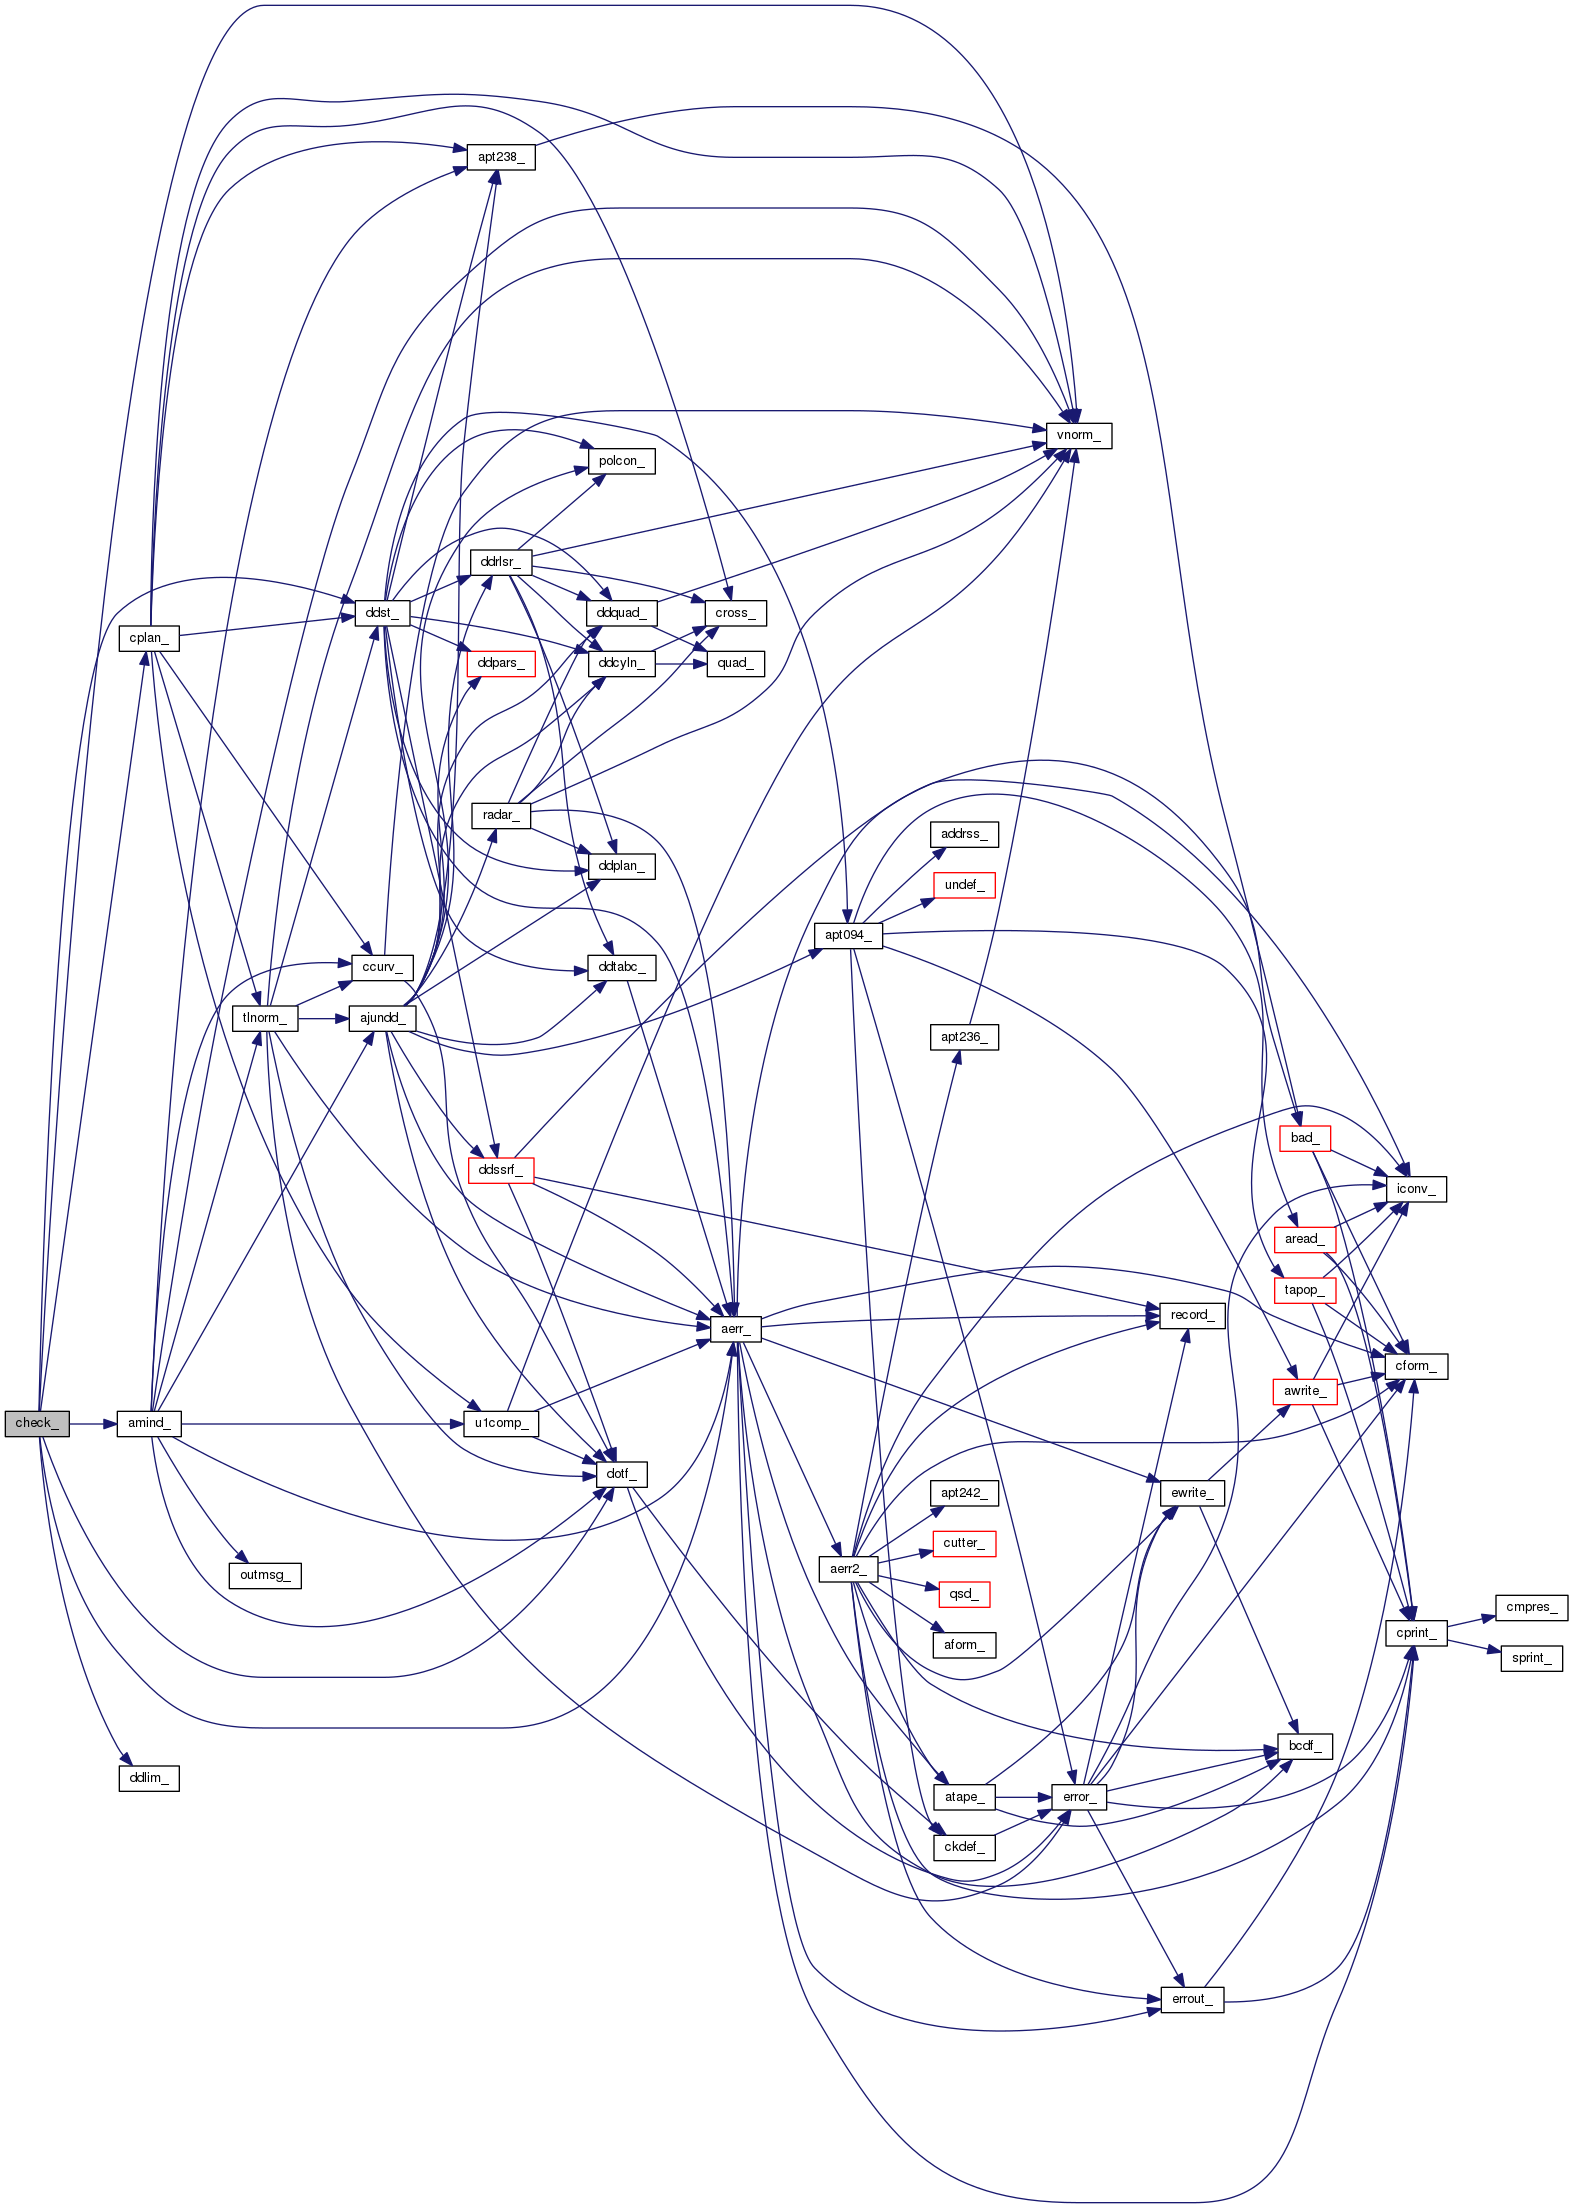 apt238_
vnorm_
polcon_
ddrlsr_
ddst_
ddquad_
cross_
cplan_
ddpars_
ddcyln_
quad_
radar_
addrss_
ddplan_
undef_
apt094_
ccurv_
ddtabc_
tlnorm_
ajundd_
apt236_
bad_
ddssrf_
iconv_
aread_
tapop_
record_
aerr_
cform_
awrite_
check_
amind_
u1comp_
dotf_
apt242_
ewrite_
cutter_
aerr2_
outmsg_
qsd_
cmpres_
cprint_
aform_
sprint_
bcdf_
ddlim_
atape_
error_
ckdef_
errout_